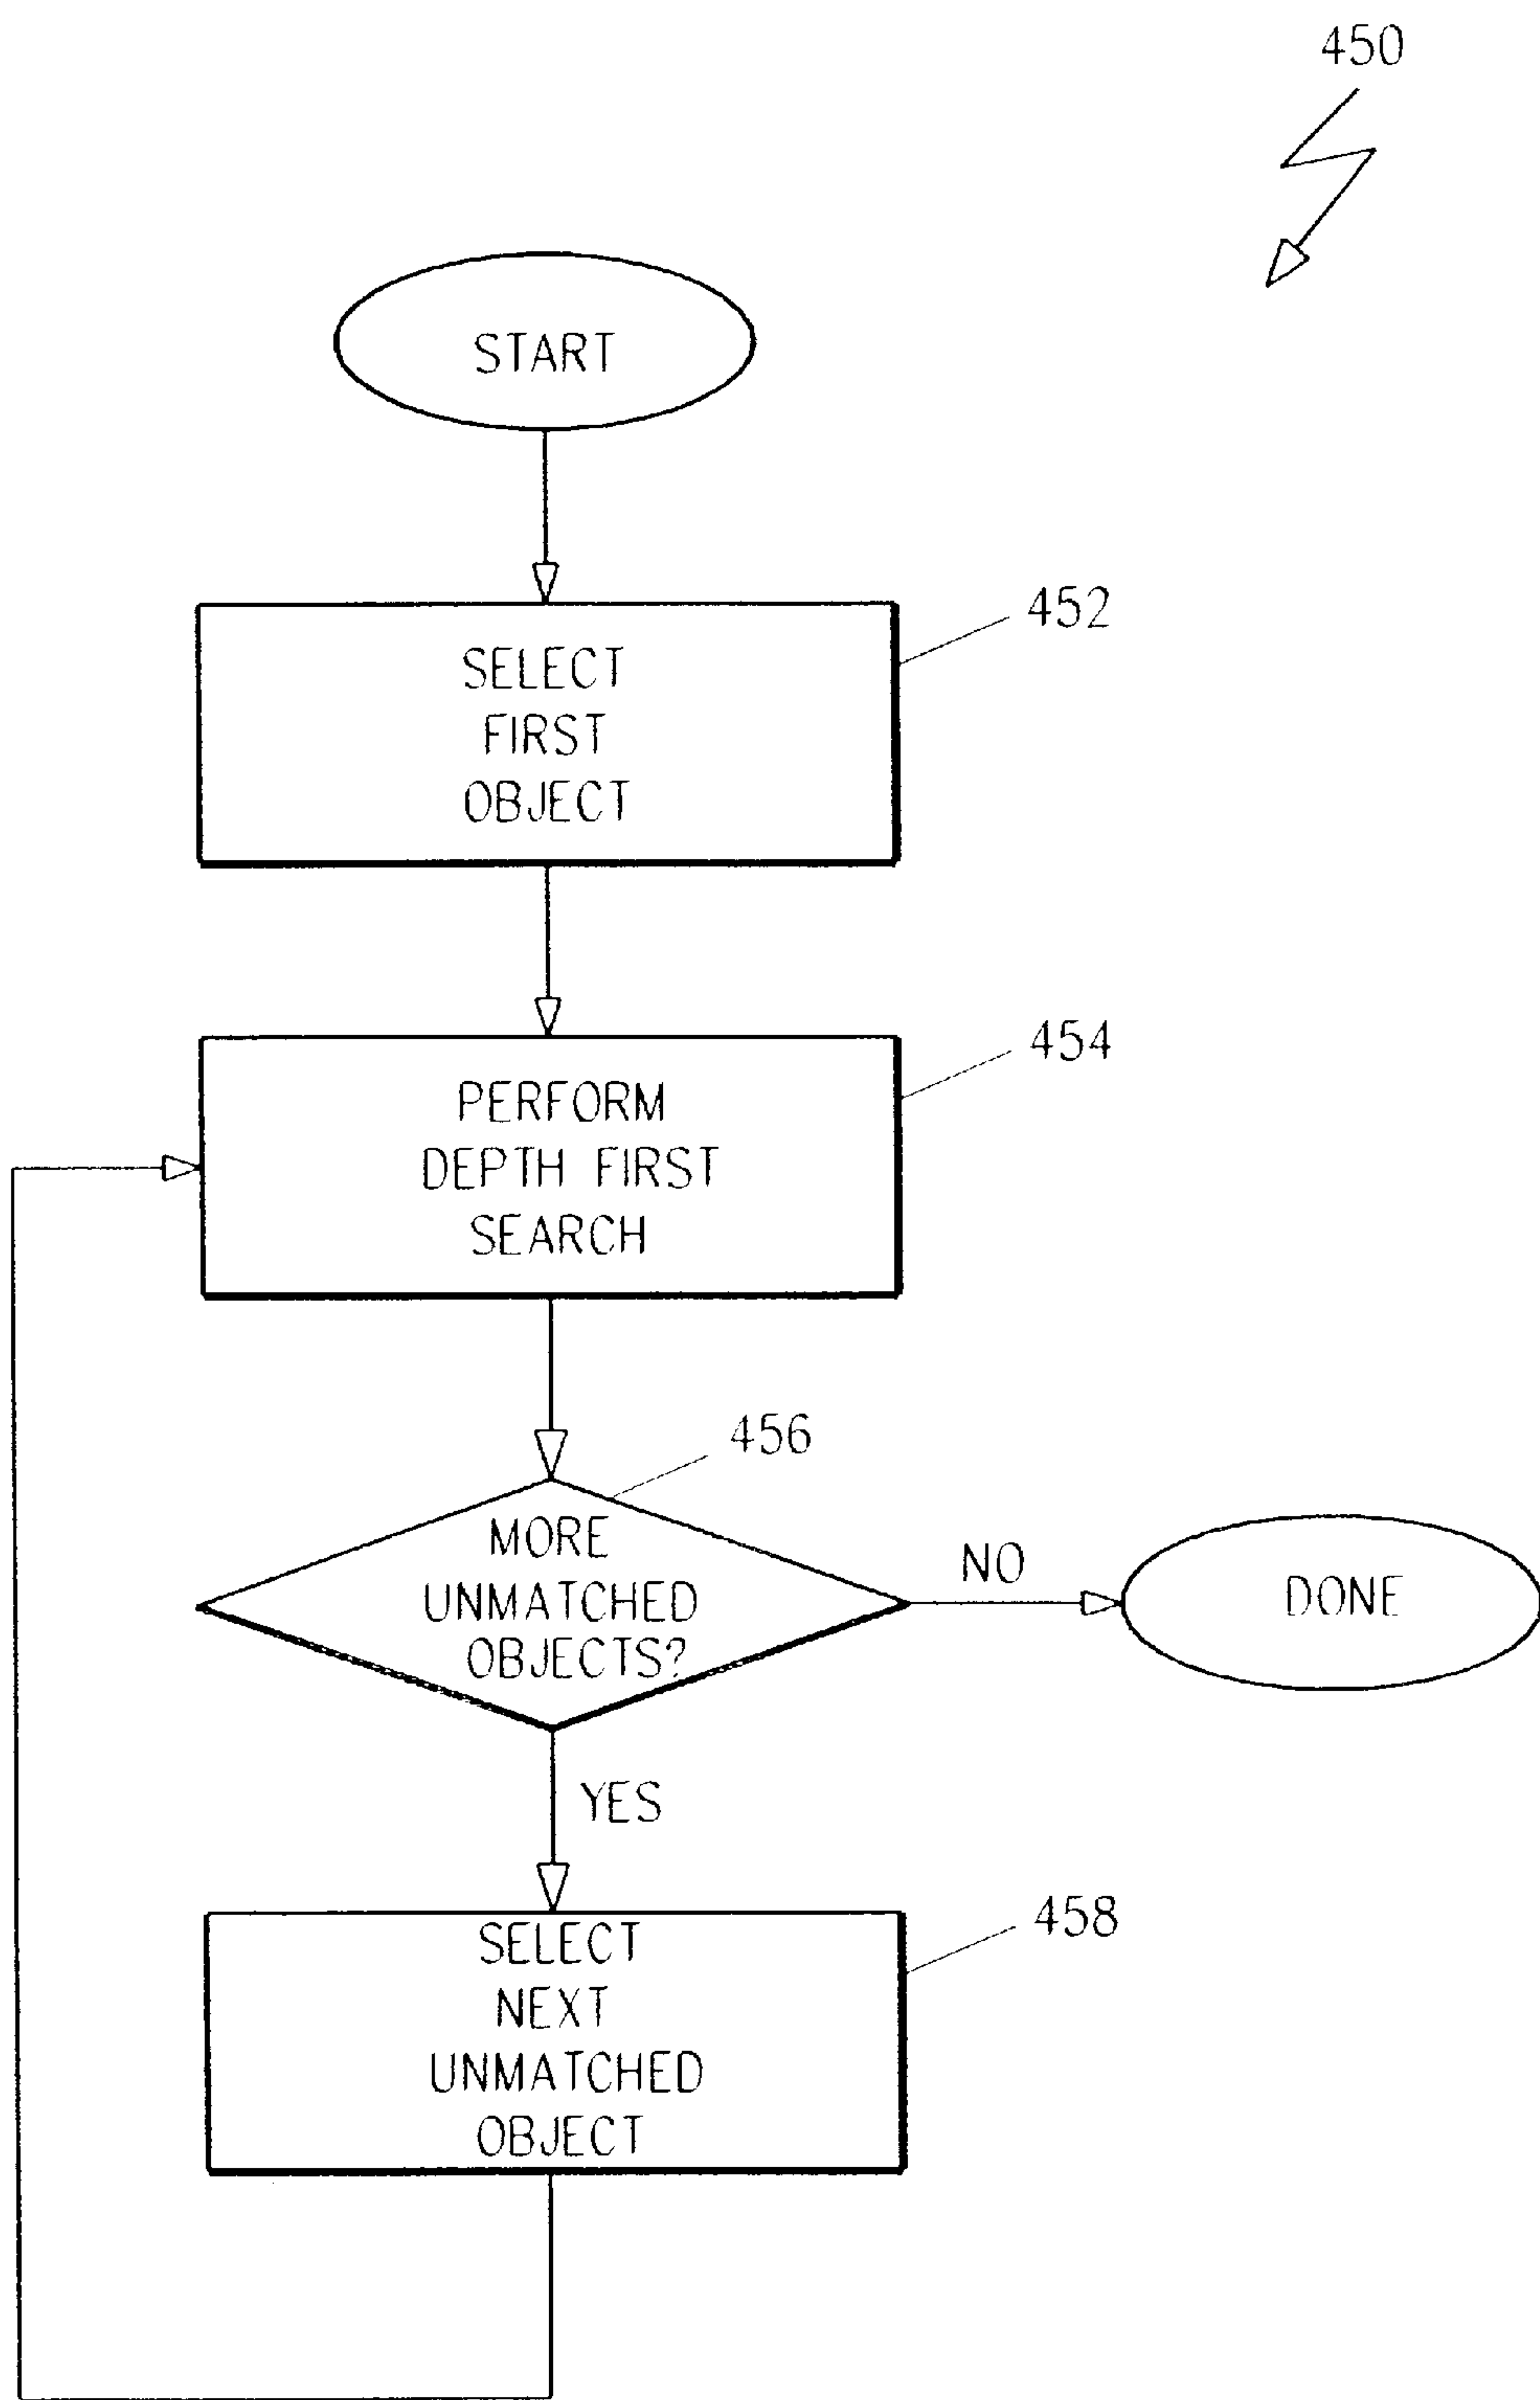 450
START
452
SELECT
FIRST
OBJECT
454
PERFORM
DEPTH FIRST
SEARCH
456
MORE
UNMATCHED
OBJECTS?
NO
DONE
YES
458
SELECT
NEXT
UNMATCHED
OBJECT